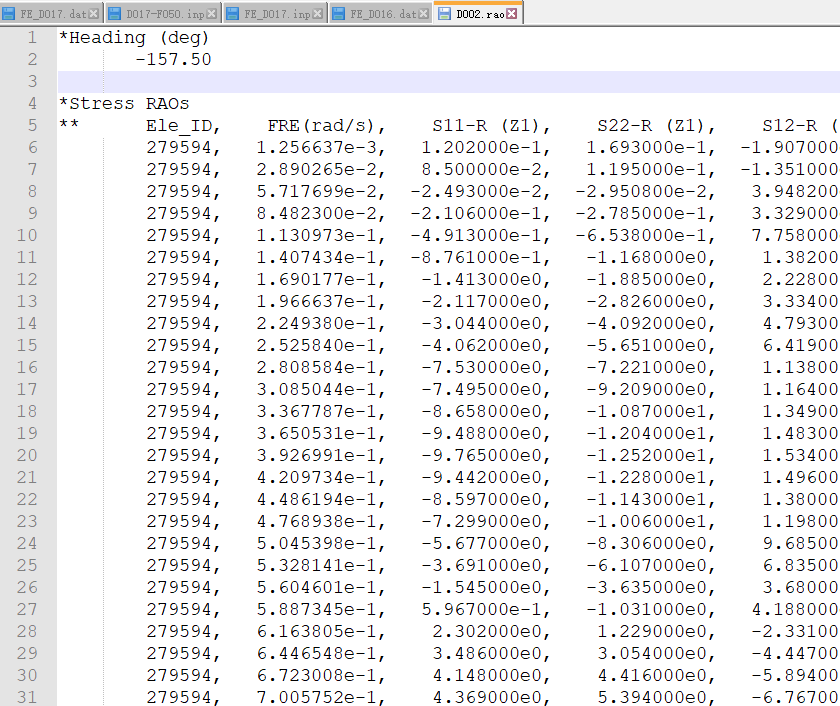 FE_D017.dat D017-F050.inp FE_D017.inp FE_D016.dat D002.rao
1 *Heading (deg)
2 -157.50
3
4 *Stress RAOs
5 ** Ele_ID, FRE(rad/s), S11-R (Z1), S22-R (Z1), S12-R (
6 279594, 1.256637e-3, 1.202000e-1, 1.693000e-1, -1.907000
7 279594, 2.890265e-2, 8.500000e-2, 1.195000e-1, -1.351000
8 279594, 5.717699e-2, -2.493000e-2, -2.950800e-2, 3.948200
9 279594, 8.482300e-2, -2.106000e-1, -2.785000e-1, 3.329000
10 279594, 1.130973e-1, -4.913000e-1, -6.538000e-1, 7.758000
11 279594, 1.407434e-1, -8.761000e-1, -1.168000e0, 1.38200
12 279594, 1.690177e-1, -1.413000e0, -1.885000e0, 2.22800
13 279594, 1.966637e-1, -2.117000e0, -2.826000e0, 3.33400
14 279594, 2.249380e-1, -3.044000e0, -4.092000e0, 4.79300
15 279594, 2.525840e-1, -4.062000e0, -5.651000e0, 6.41900
16 279594, 2.808584e-1, -7.530000e0, -7.221000e0, 1.13800
17 279594, 3.085044e-1, -7.495000e0, -9.209000e0, 1.16400
18 279594, 3.367787e-1, -8.658000e0, -1.087000e1, 1.34900
19 279594, 3.650531e-1, -9.488000e0, -1.204000e1, 1.48300
20 279594, 3.926991e-1, -9.765000e0, -1.252000e1, 1.53400
21 279594, 4.209734e-1, -9.442000e0, -1.228000e1, 1.49600
22 279594, 4.486194e-1, -8.597000e0, -1.143000e1, 1.38000
23 279594, 4.768938e-1, -7.299000e0, -1.006000e1, 1.19800
24 279594, 5.045398e-1, -5.677000e0, -8.306000e0, 9.68500
25 279594, 5.328141e-1, -3.691000e0, -6.107000e0, 6.83500
26 279594, 5.604601e-1, -1.545000e0, -3.635000e0, 3.68000
27 279594, 5.887345e-1, 5.967000e-1, -1.031000e0, 4.188000
28 279594, 6.163805e-1, 2.302000e0, 1.229000e0, -2.33100
29 279594, 6.446548e-1, 3.486000e0, 3.054000e0, -4.44700
30 279594, 6.723008e-1, 4.148000e0, 4.416000e0, -5.89400
31 279594, 7.005752e-1, 4.369000e0, 5.394000e0, -6.76700